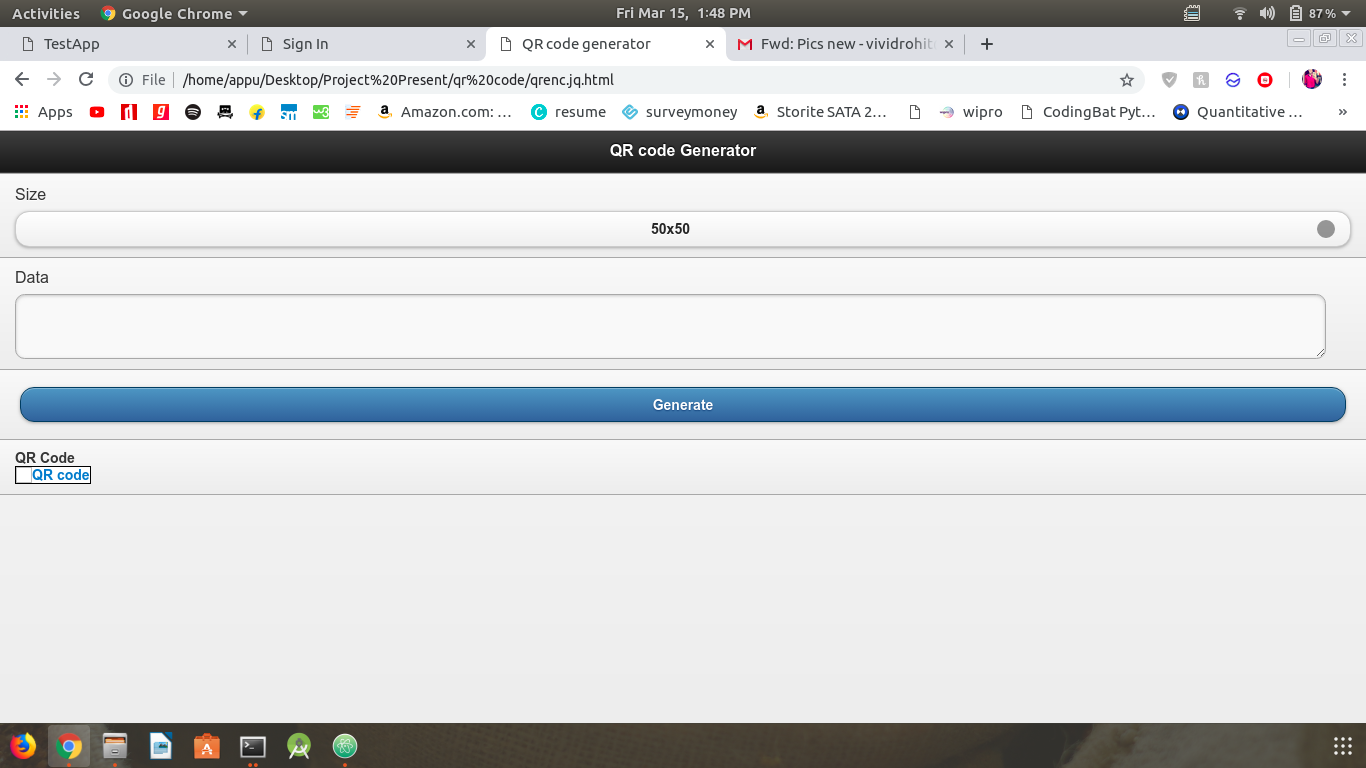 Activities Google Chrome Fri Mar 15, 1:48 PM 87%
TestApp Sign In QR code generator Fwd: Pics new - vividrohit
File /home/appu/Desktop/Project%20Present/qr%20code/qrenc.jq.html
Apps Amazon.com: ... resume surveymoney Storite SATA 2... wipro CodingBat Pyt... Quantitative ... »
QR code Generator
Size
50x50
Data
Generate
QR Code
QR code